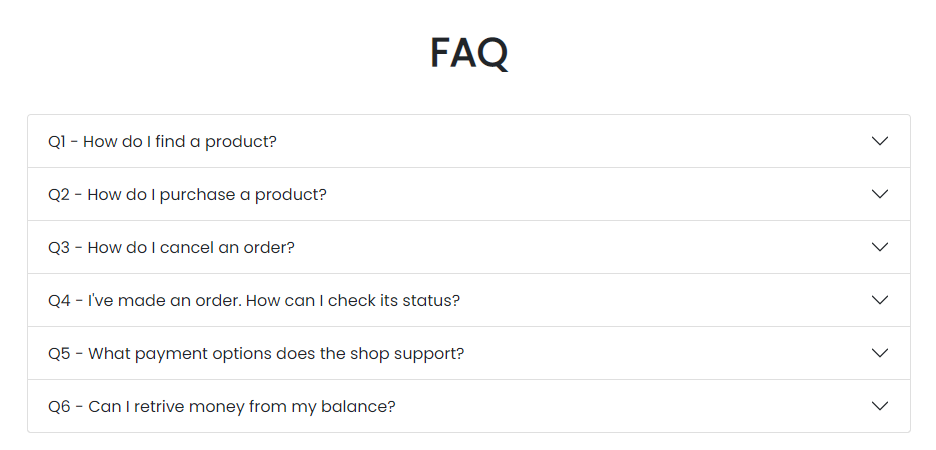 FAQ
Q1 - How do I find a product?
Q2 - How do I purchase a product?
Q3 - How do I cancel an order?
Q4 - I've made an order. How can I check its status?
Q5 - What payment options does the shop support?
Q6 - Can I retrive money from my balance?